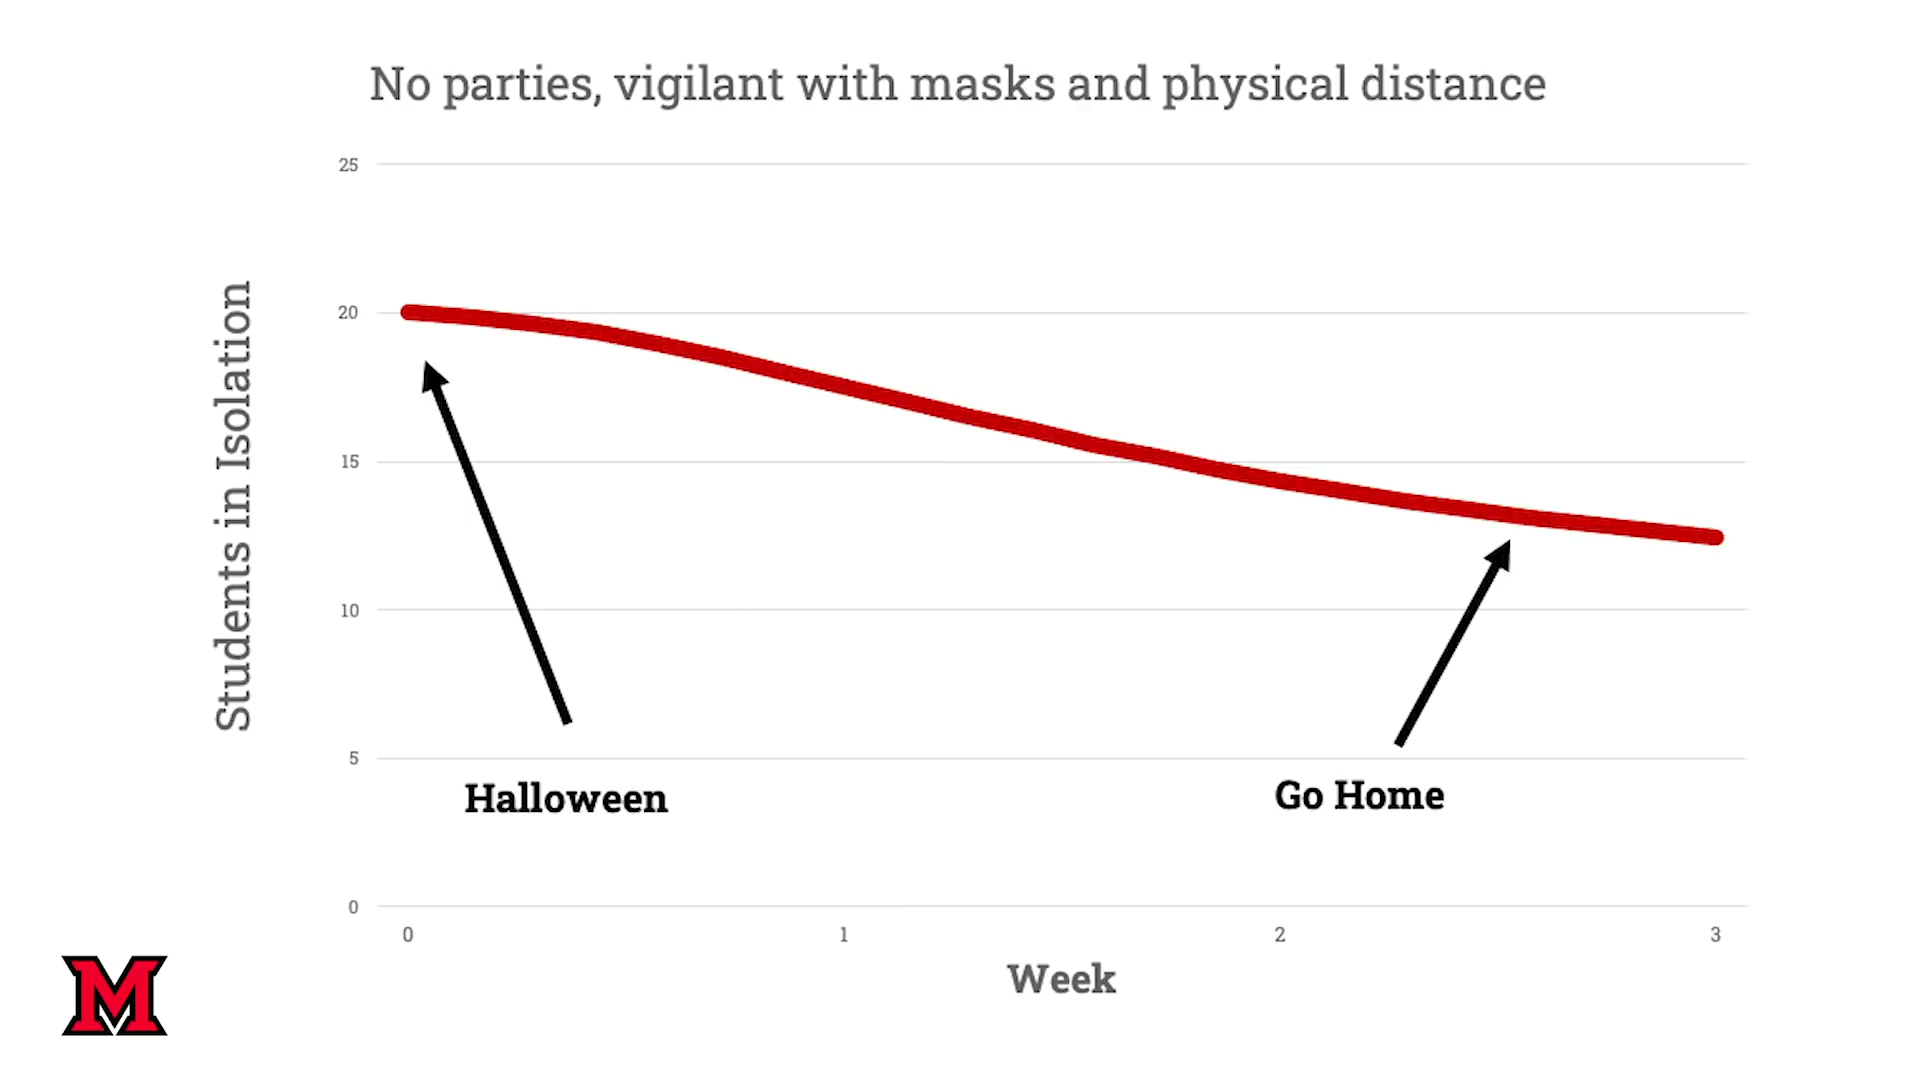 No parties, vigilant with masks and physical distance
25
20
15
10
5
0
Students in Isolation
Halloween
Go Home
0 1 2 3
Week
M